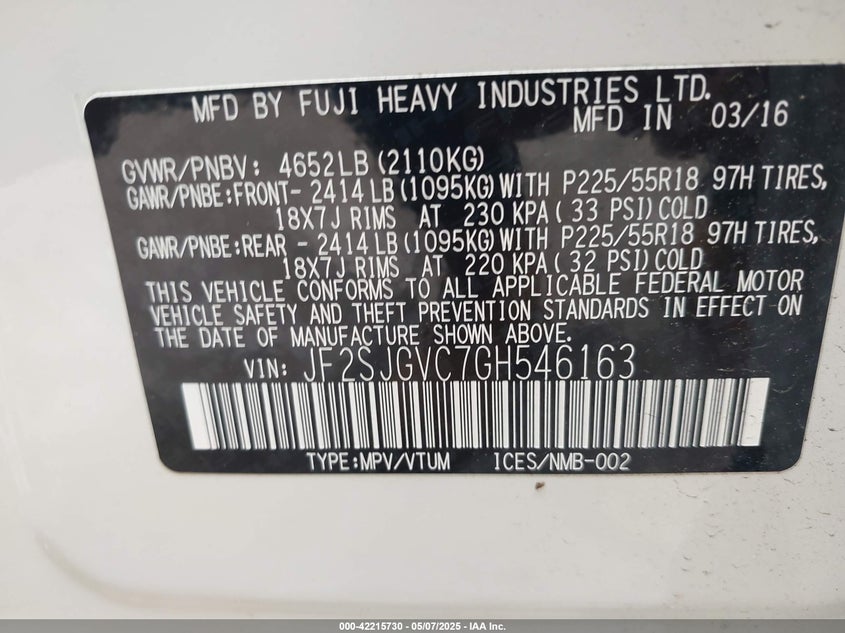 MFD BY FUJI HEAVY INDUSTRIES LTD.
MFD IN 03/16
GVWR/PNBV: 4652LB (2110KG)
GAWR/PNBE:FRONT- 2414 LB (1095KG) WITH P225/55R18 97H TIRES,
18X7J RIMS AT 230 KPA ( 33 PSI) COLD
GAWR/PNBE:REAR - 2414 LB (1095KG) WITH P225/55R18 97H TIRES,
18X7J RIMS AT 220 KPA ( 32 PSI) COLD
THIS VEHICLE CONFORMS TO ALL APPLICABLE FEDERAL MOTOR
VEHICLE SAFETY AND THEFT PREVENTION STANDARDS IN EFFECT ON
THE DATE OF MANUFACTURE SHOWN ABOVE.
VIN: JF2SJGVC7GH546163
TYPE:MPV/VTUM ICES/NMB-002
000-42215730 - 05/07/2025 - IAA Inc.